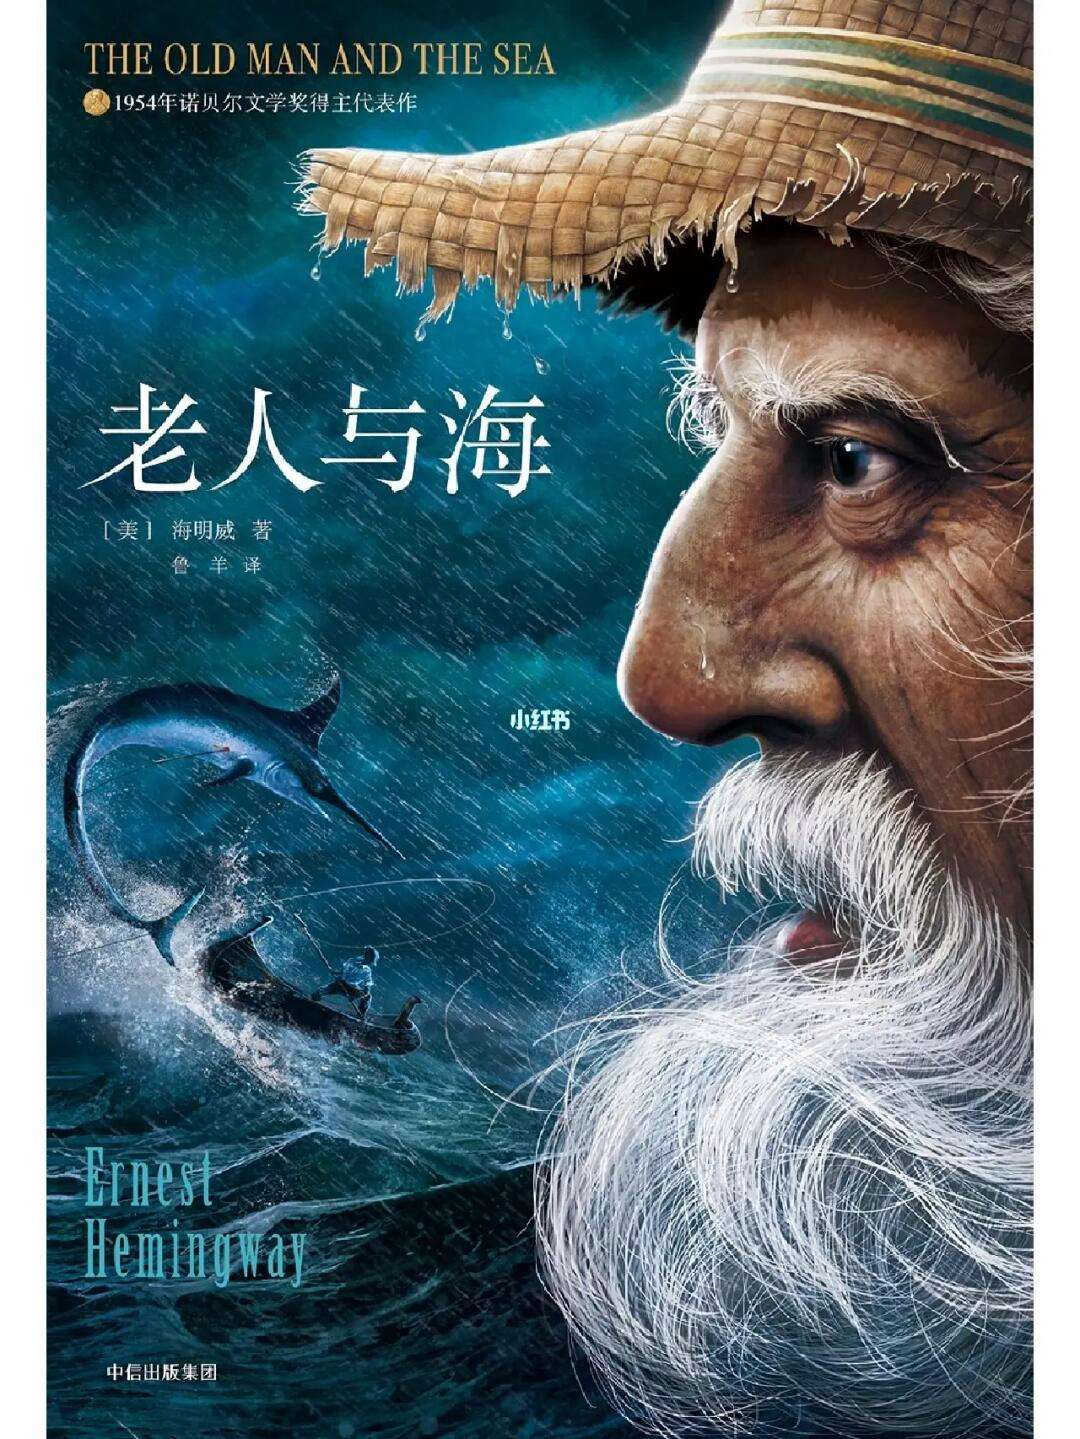 THE OLD MAN AND THE SEA
1954年诺贝尔文学奖得主代表作
老人与海
［美］ 海明威 著
鲁 羊 译
小红书
Ernest
Hemingway
中信出版集团